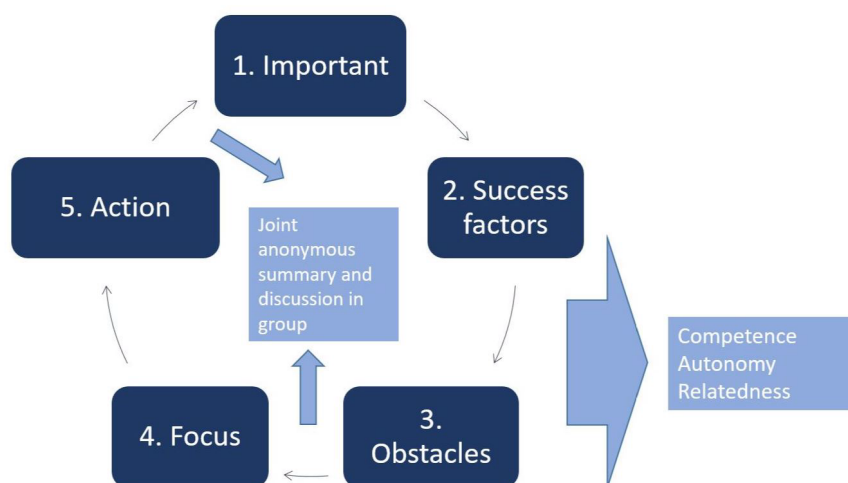 1. Important
2. Success
factors
3.
Obstacles
4. Focus
5. Action
Joint
anonymous
summary and
discussion in
group
Competence
Autonomy
Relatedness